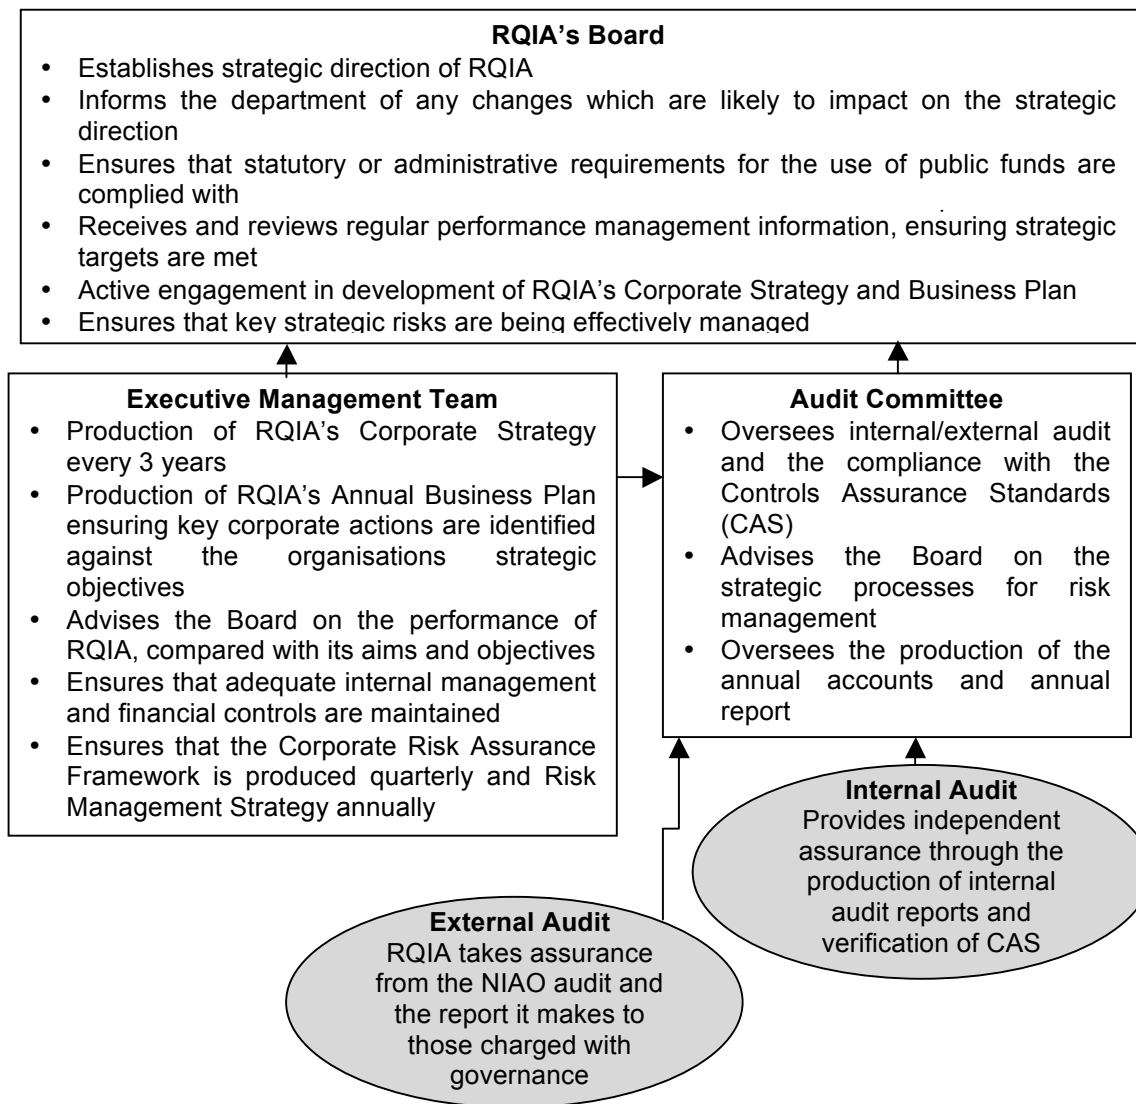 RQIA's Board
• Establishes strategic direction of RQIA
• Informs the department of any changes which are likely to impact on the strategic
direction
• Ensures that statutory or administrative requirements for the use of public funds are
complied with
• Receives and reviews regular performance management information, ensuring strategic
targets are met
• Active engagement in development of RQIA's Corporate Strategy and Business Plan
• Ensures that key strategic risks are being effectively managed
Executive Management Team
• Production of RQIA's Corporate Strategy
every 3 years
• Production of RQIA's Annual Business Plan
ensuring key corporate actions are identified
against the organisations strategic
objectives
• Advises the Board on the performance of
RQIA, compared with its aims and objectives
• Ensures that adequate internal management
and financial controls are maintained
• Ensures that the Corporate Risk Assurance
Framework is produced quarterly and Risk
Management Strategy annually
Audit Committee
• Oversees internal/external audit
and the compliance with the
Controls Assurance Standards
(CAS)
• Advises the Board on the
strategic processes for risk
management
• Oversees the production of the
annual accounts and annual
report
Internal Audit
Provides independent
assurance through the
production of internal
audit reports and
verification of CAS
External Audit
RQIA takes assurance
from the NIAO audit and
the report it makes to
those charged with
governance